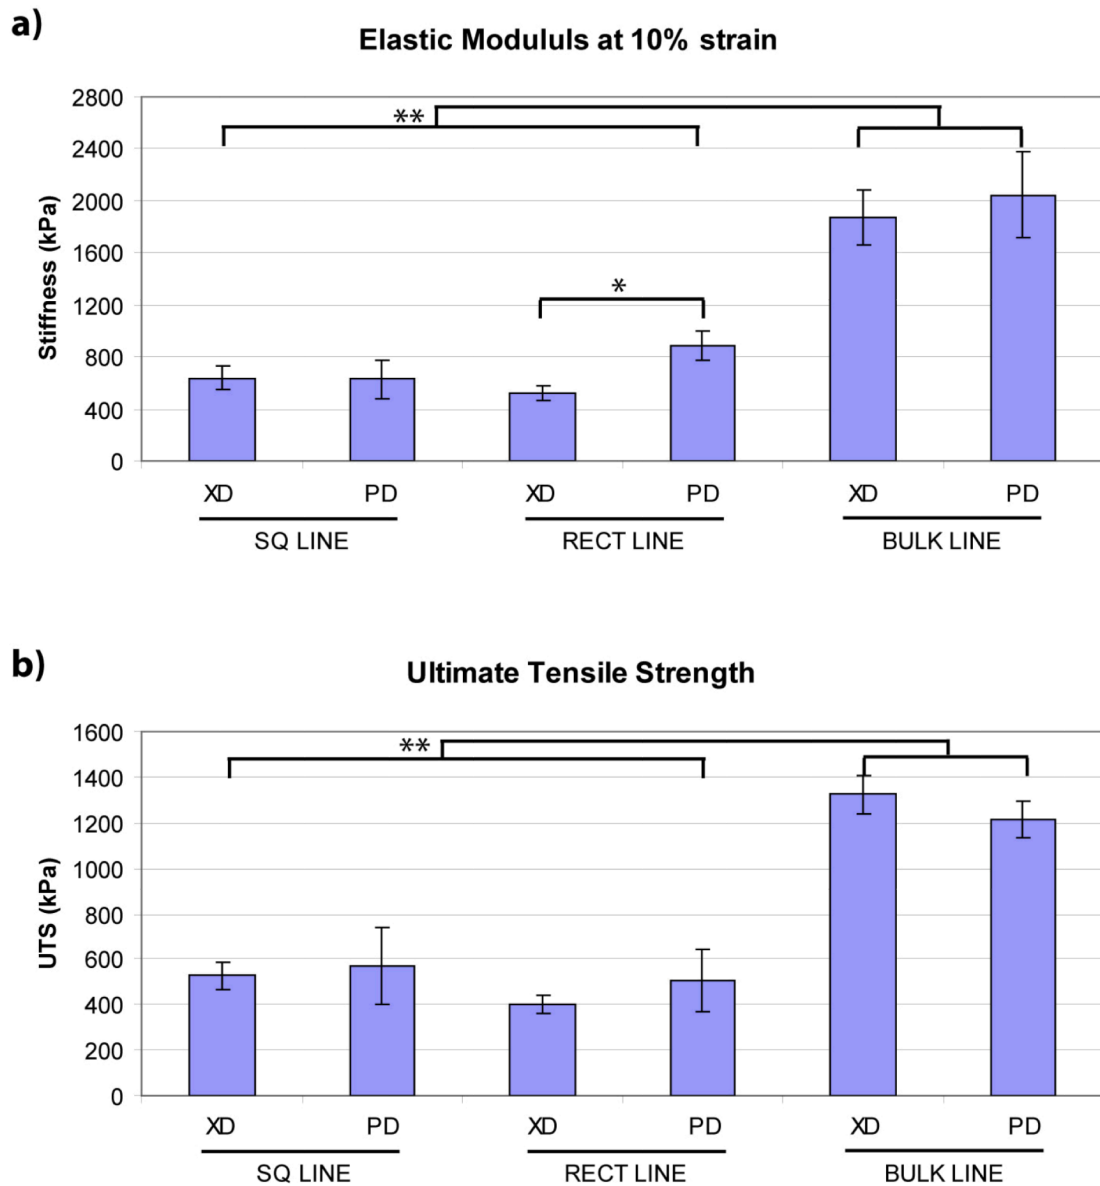 a)
Elastic Modululs at 10% strain
2800
2400
2000
1600
1200
800
400
0
Stiffness (kPa)
**
*
XD PD XD PD XD PD
SQ LINE RECT LINE BULK LINE
b)
Ultimate Tensile Strength
1600
1400
1200
1000
800
600
400
200
0
UTS (kPa)
**
XD PD XD PD XD PD
SQ LINE RECT LINE BULK LINE